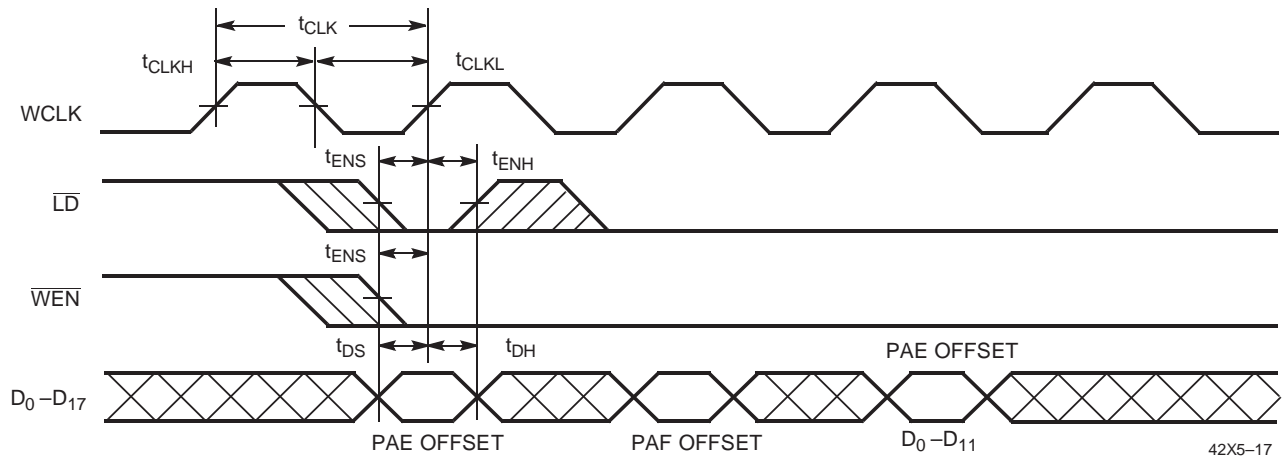 tCLK
tCLKH
tCLKL
WCLK
tENS
tENH
LD
tENS
WEN
tDS
tDH
PAE OFFSET
D0 –D17
PAE OFFSET
PAF OFFSET
D0 –D11
42X5–17